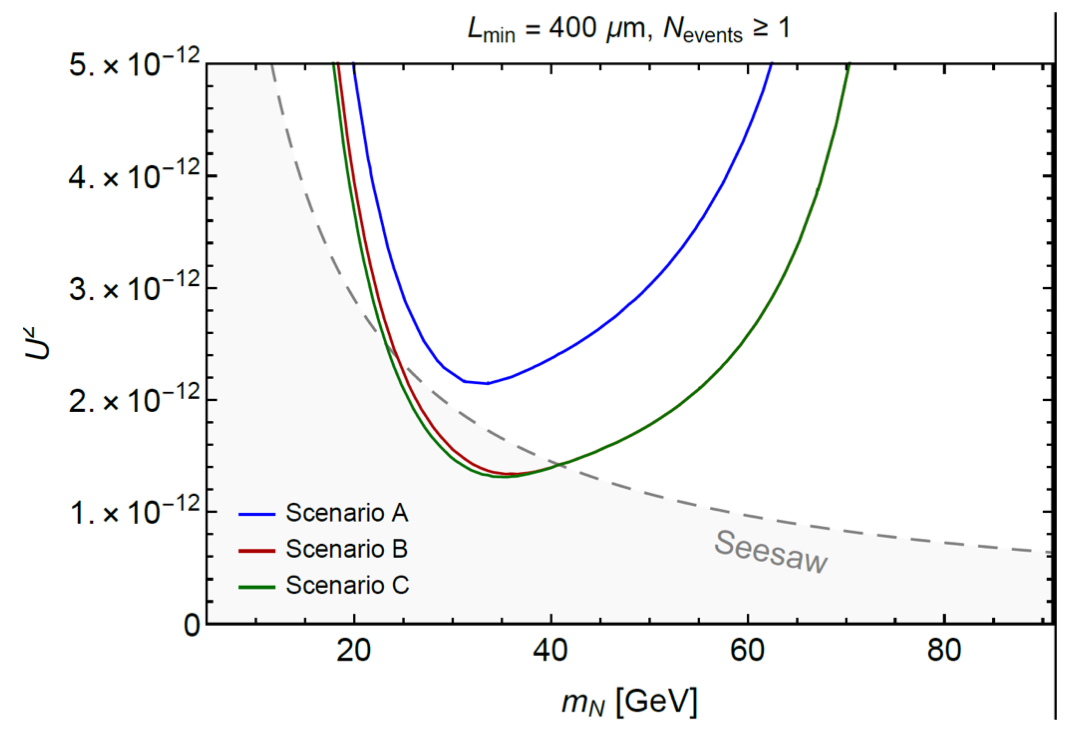 L_min = 400 μm, N_events ≥ 1
5. × 10^-12
4. × 10^-12
3. × 10^-12
2. × 10^-12
1. × 10^-12
0
U²
Scenario A
Scenario B
Scenario C
Seesaw
20 40 60 80
m_N [GeV]